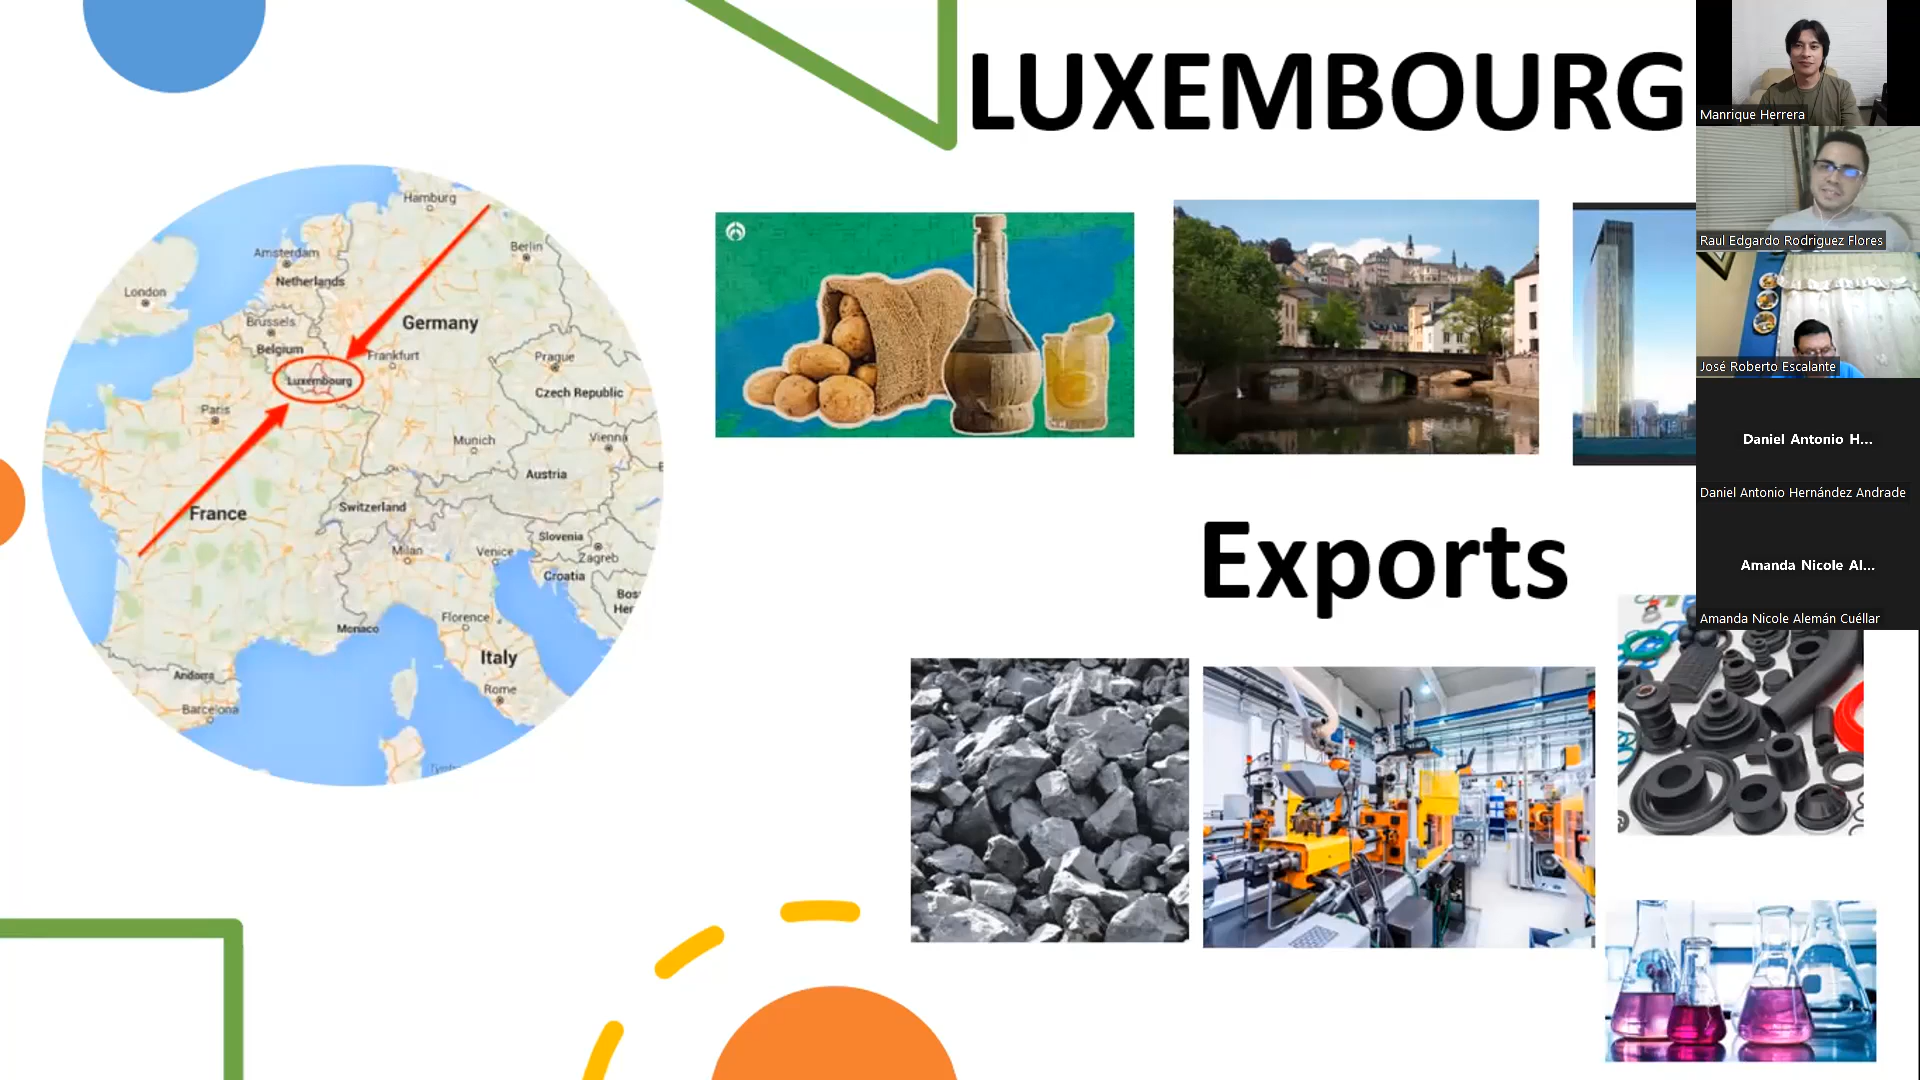 LUXEMBOURG
Hamburg
Berlin
Amsterdam
Netherlands
London
Brussels
Germany
Belgium
Frankfurt
Prague
Luxembourg
Czech Republic
Paris
Munich
Vienna
Austria
Switzerland
France
Slovenia
Milan
Venice
Zagreb
Croatia
Bos
Her
Florence
Monaco
Italy
Andorra
Rome
Barcelona
Exports
Manrique Herrera
Raul Edgardo Rodriguez Flores
José Roberto Escalante
Daniel Antonio H...
Daniel Antonio Hernández Andrade
Amanda Nicole Al...
Amanda Nicole Alemán Cuéllar